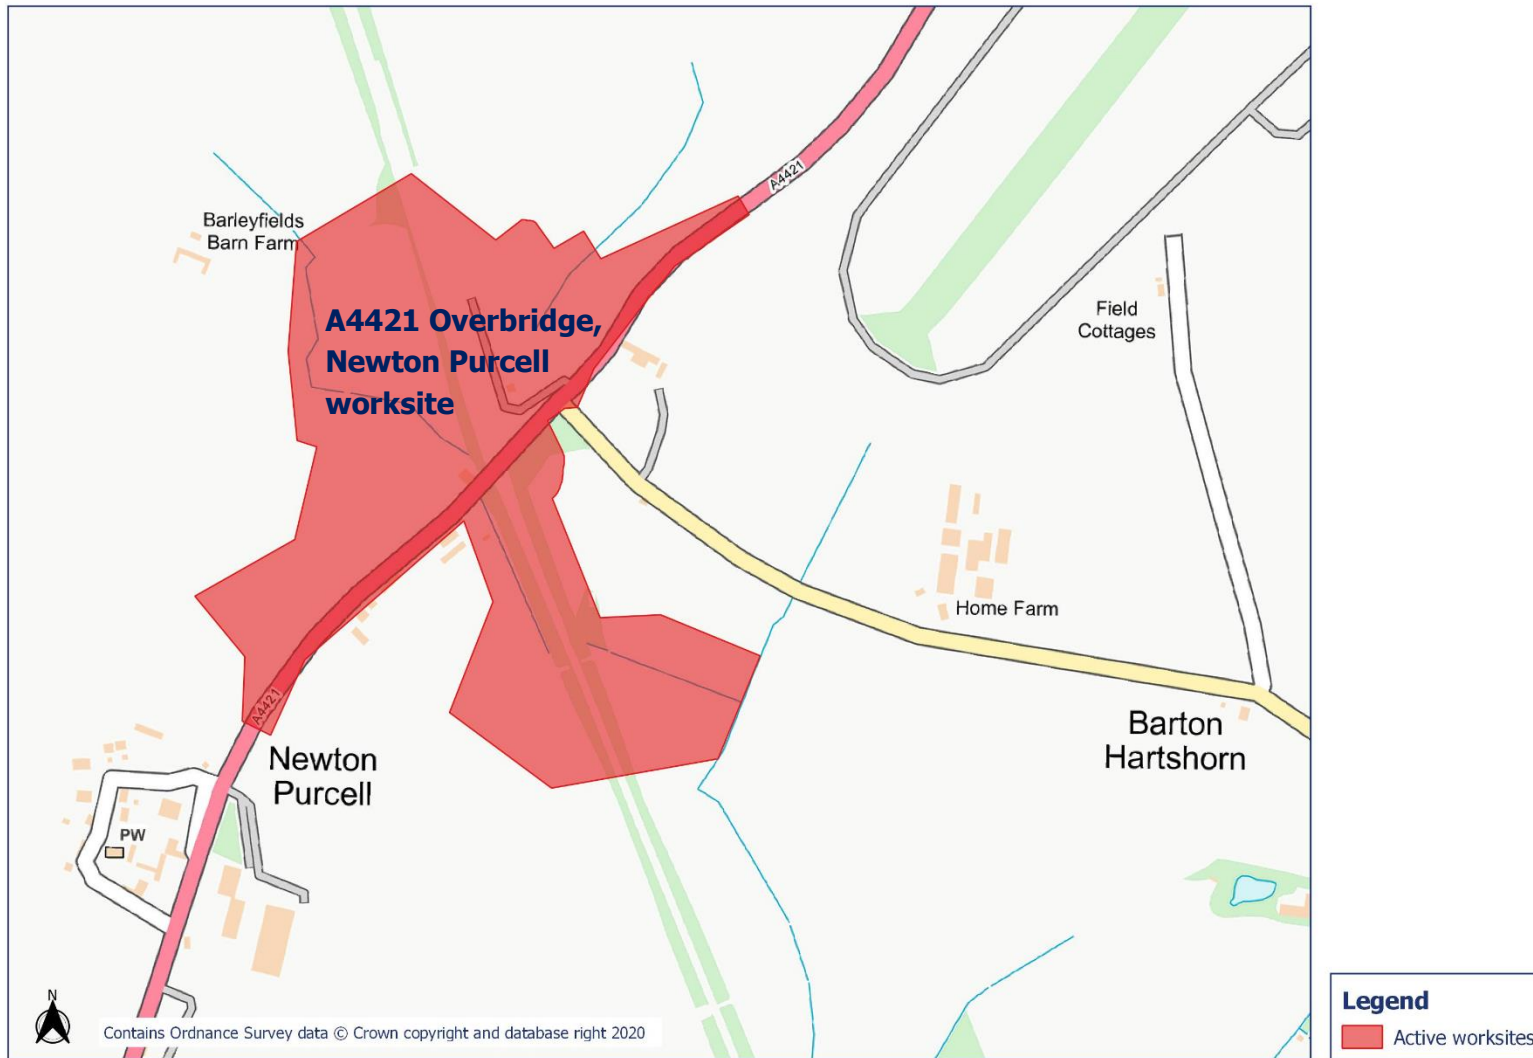 A4421
Barleyfields
Barn Farm
A4421 Overbridge,
Newton Purcell
worksite
Field
Cottages
Home Farm
A4421
Newton
Purcell
Barton
Hartshorn
PW
N
Contains Ordnance Survey data © Crown copyright and database right 2020
Legend
Active worksites